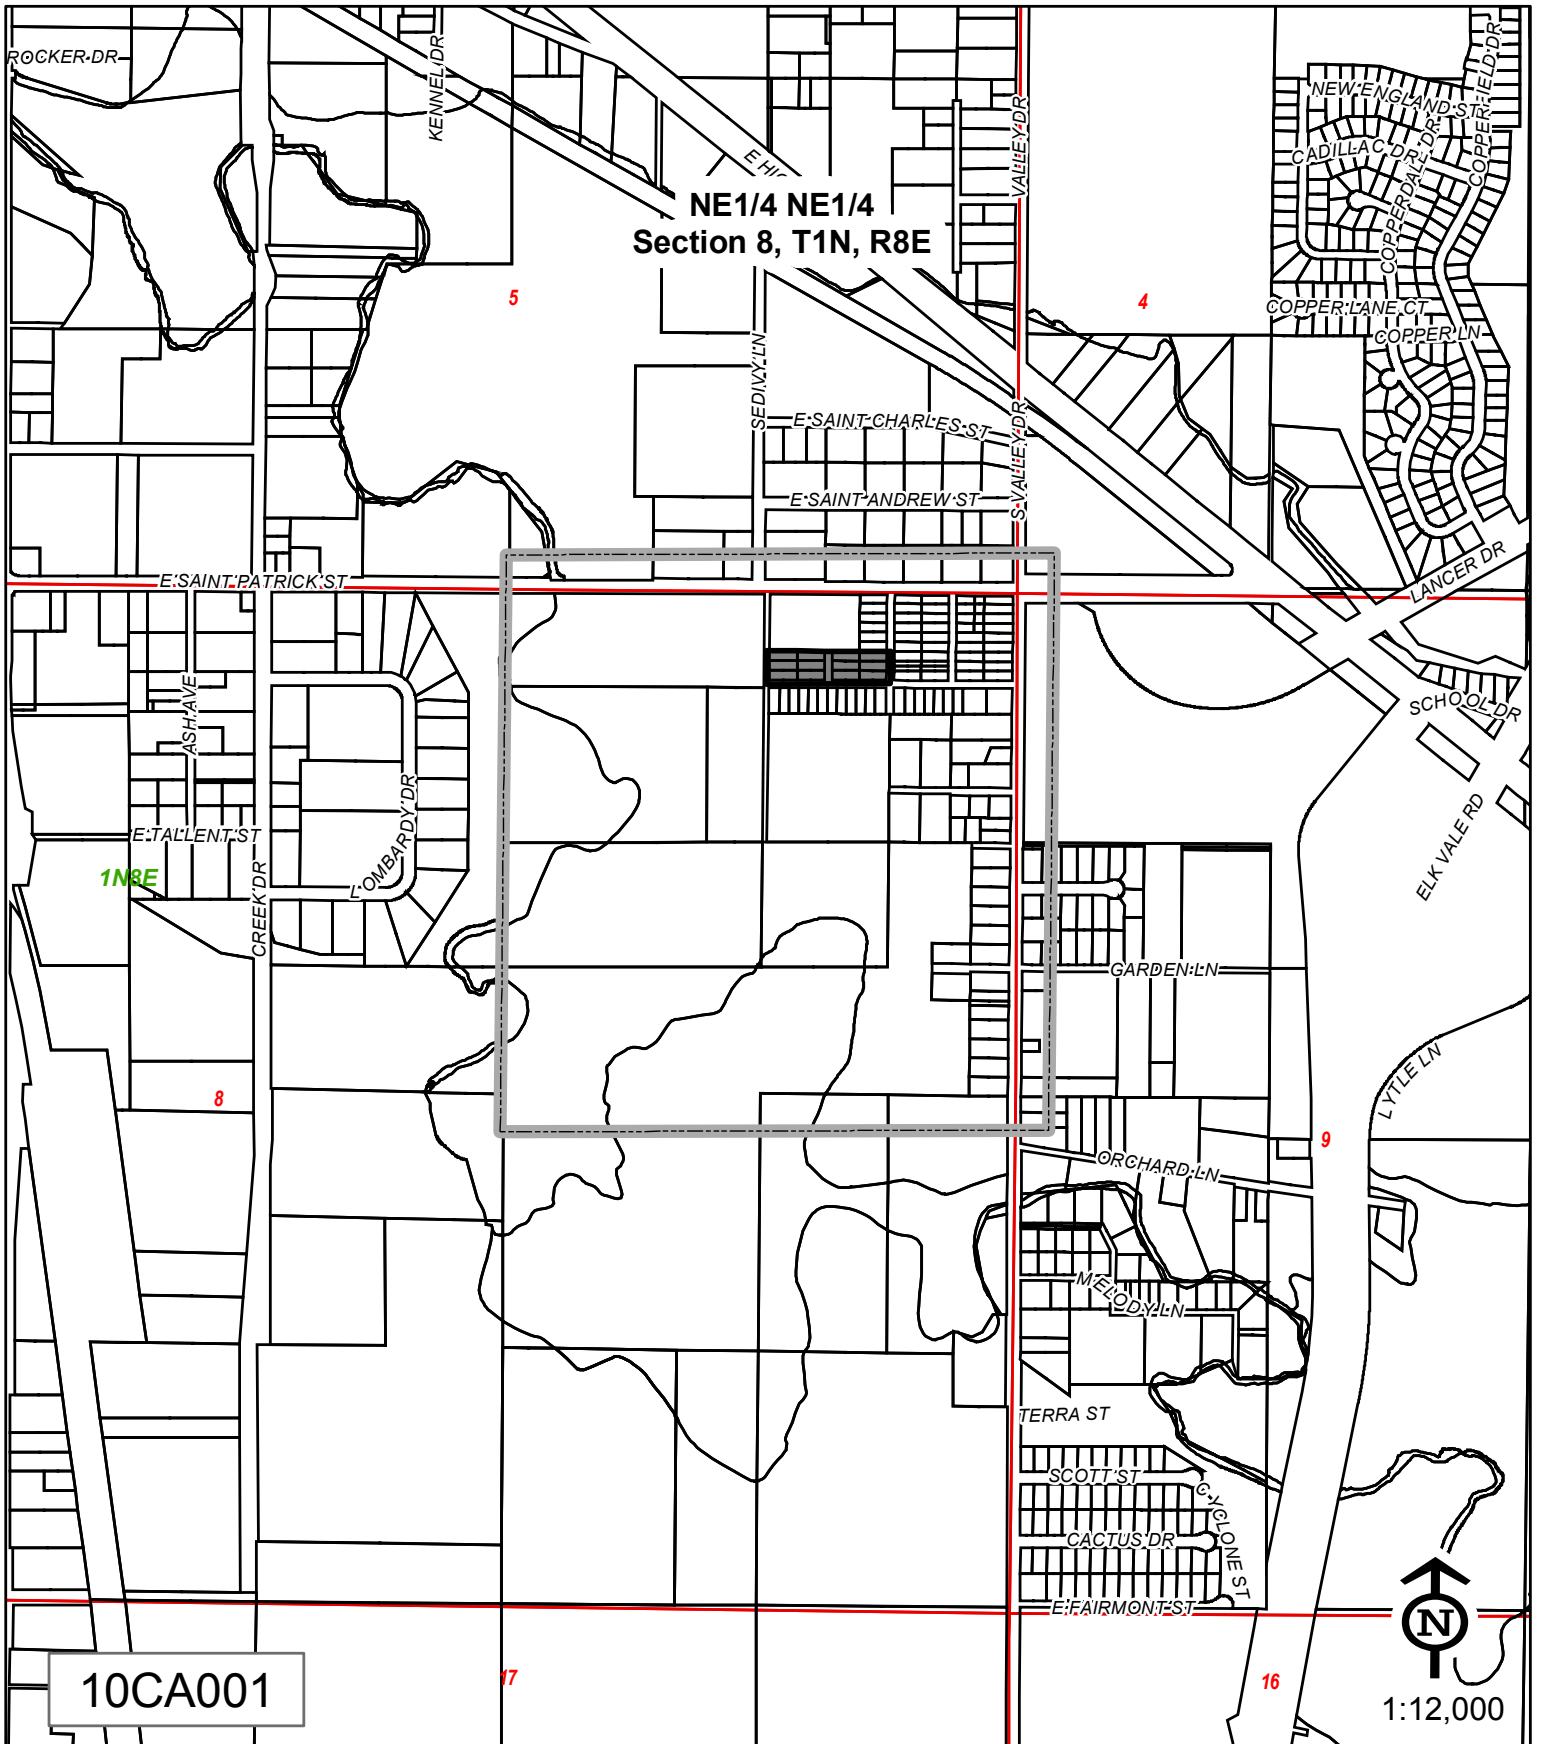 ROCKER DR
KENNEL DR
VALLEY DR
COPPERFIELD DR
NEW ENGLAND ST
CADILLAC DR
COPPERDALE DR
NE1/4 NE1/4
Section 8, T1N, R8E
5
4
COPPER LANE CT
COPPER LN
SEDIVY LN
E SAINT CHARLES ST
S VALLEY DR
E SAINT ANDREW ST
E SAINT PATRICK ST
LANCER DR
ASH AVE
SCHOOL DR
LOMBARDY DR
E TALLENT ST
ELK VALE RD
1N8E
CREEK DR
GARDEN LN
LYTLE LN
8
9
ORCHARD LN
MELODY LN
TERRA ST
SCOTT ST
CYCLONE ST
CACTUS DR
E FAIRMONT ST
N
17
16
10CA001
1:12,000